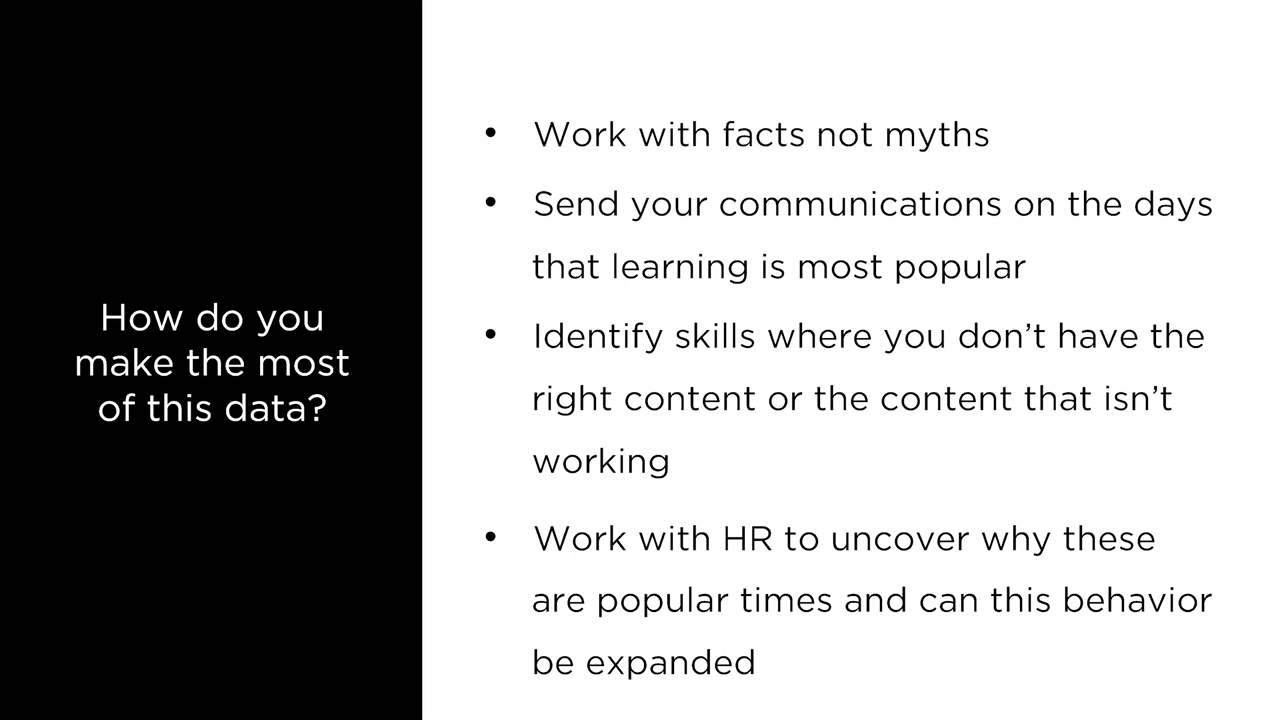 How do you
make the most
of this data?
• Work with facts not myths
• Send your communications on the days
that learning is most popular
• Identify skills where you don’t have the
right content or the content that isn’t
working
• Work with HR to uncover why these
are popular times and can this behavior
be expanded